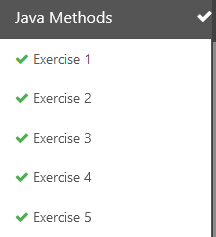 Java Methods
Exercise 1
Exercise 2
Exercise 3
Exercise 4
Exercise 5